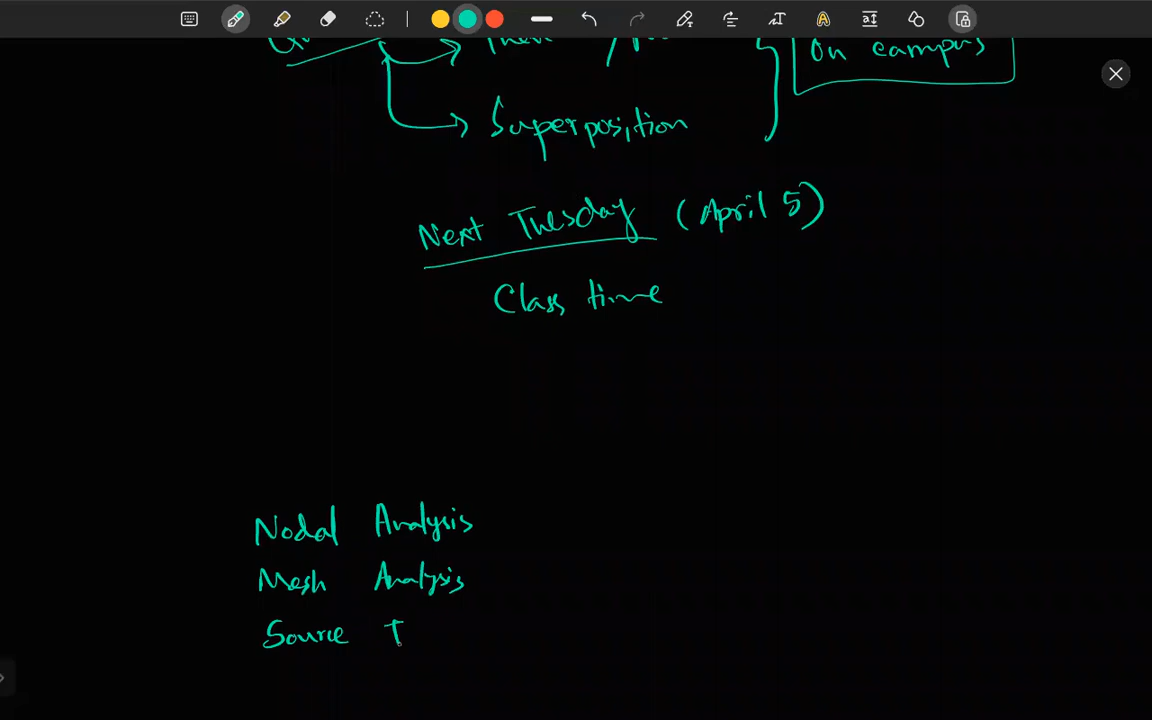 on campus
Superposition
Next Tuesday (April 5)
Class time
Nodal Analysis
Mesh Analysis
Source T